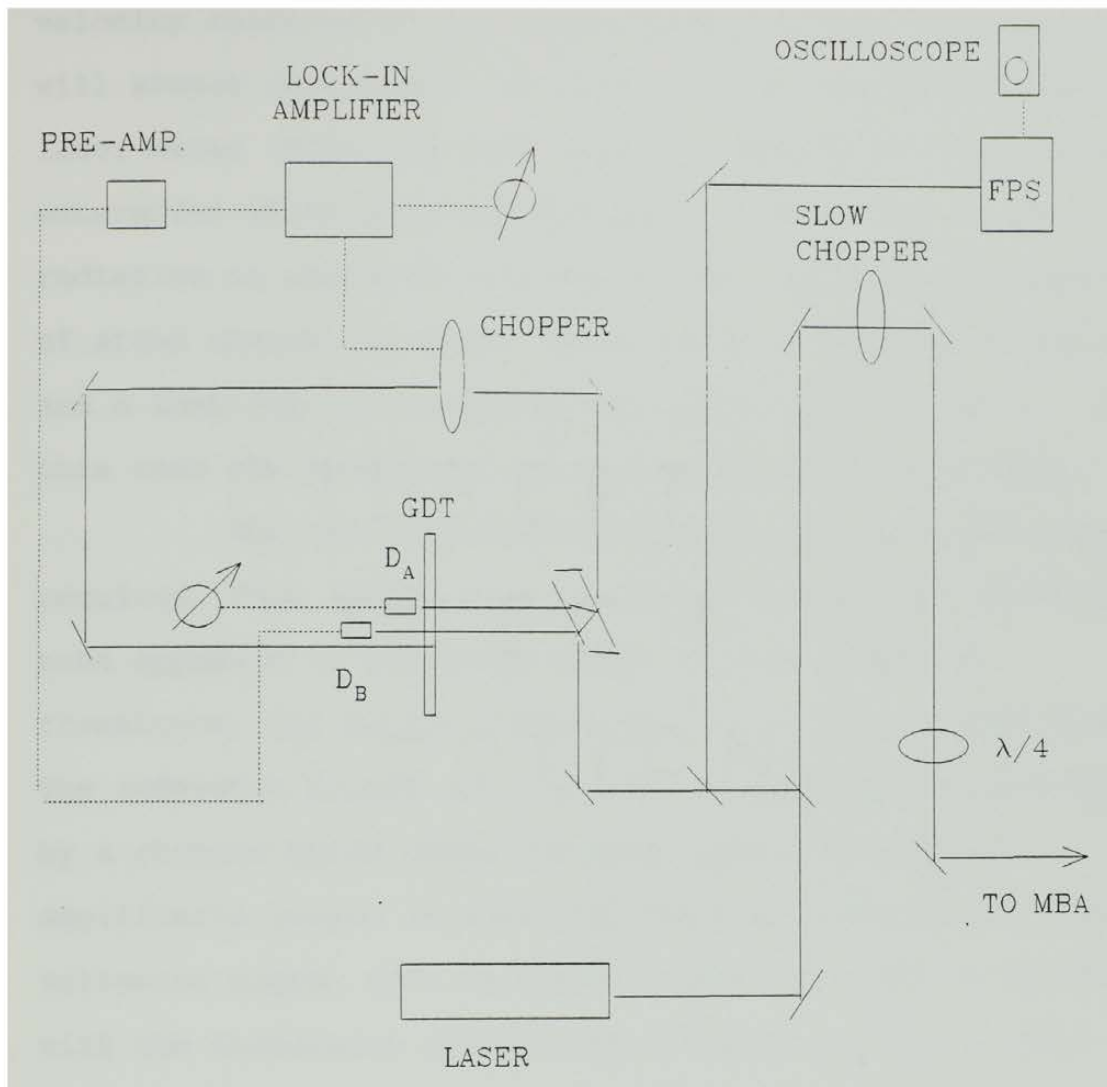 OSCILLOSCOPE
LOCK-IN
AMPLIFIER
PRE-AMP.
FPS
SLOW
CHOPPER
CHOPPER
GDT
D_A
D_B
λ/4
TO MBA
LASER